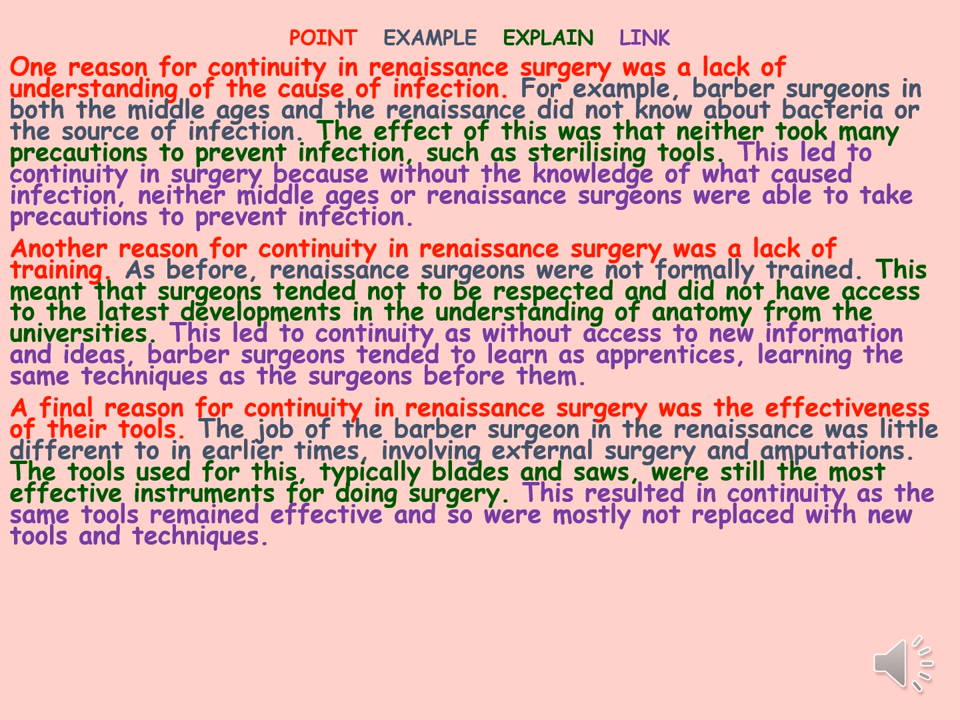 POINT EXAMPLE EXPLAIN LINK
One reason for continuity in renaissance surgery was a lack of
understanding of the cause of infection. For example, barber surgeons in
both the middle ages and the renaissance did not know about bacteria or
the source of infection. The effect of this was that neither took many
precautions to prevent infection, such as sterilising tools. This led to
continuity in surgery because without the knowledge of what caused
infection, neither middle ages or renaissance surgeons were able to take
precautions to prevent infection.
Another reason for continuity in renaissance surgery was a lack of
training. As before, renaissance surgeons were not formally trained. This
meant that surgeons tended not to be respected and did not have access
to the latest developments in the understanding of anatomy from the
universities. This led to continuity as without access to new information
and ideas, barber surgeons tended to learn as apprentices, learning the
same techniques as the surgeons before them.
A final reason for continuity in renaissance surgery was the effectiveness
of their tools. The job of the barber surgeon in the renaissance was little
different to in earlier times, involving external surgery and amputations.
The tools used for this, typically blades and saws, were still the most
effective instruments for doing surgery. This resulted in continuity as the
same tools remained effective and so were mostly not replaced with new
tools and techniques.